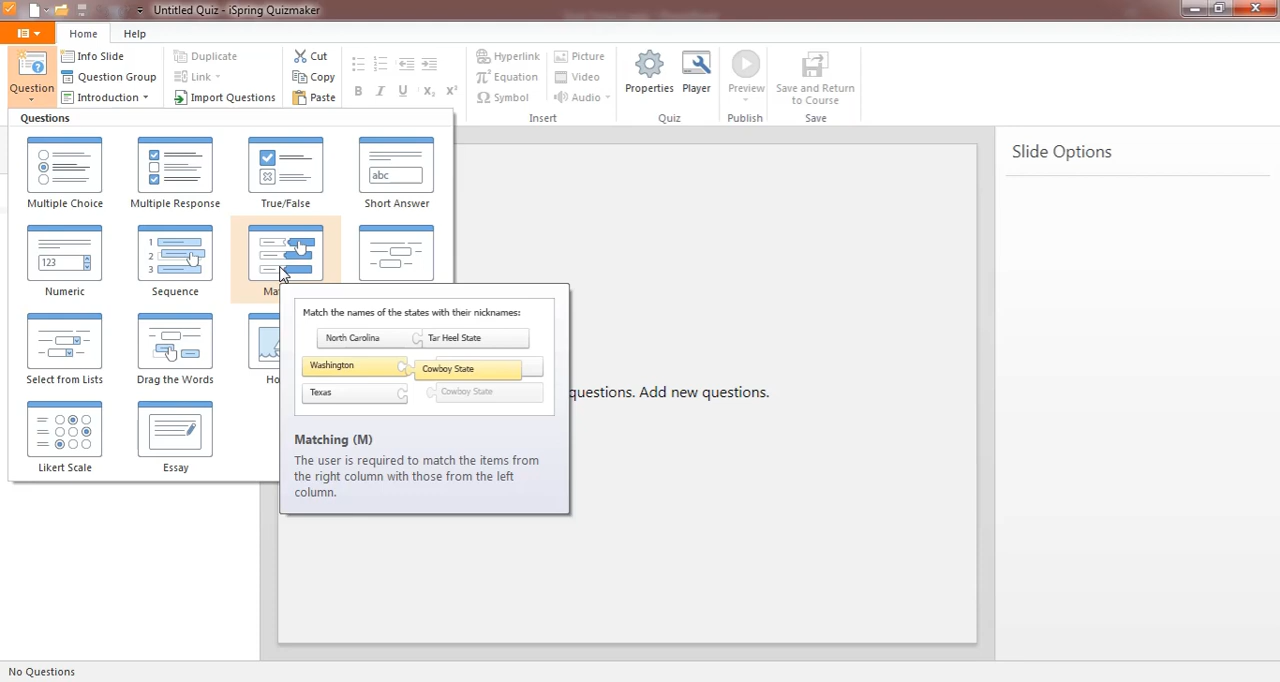 Untitled Quiz - iSpring Quizmaker
Home Help
Question
Info Slide
Question Group
Introduction
Duplicate
Link
Import Questions
Cut
Copy
Paste
B I U X₂ X²
Hyperlink
Equation
Symbol
Picture
Video
Audio
Insert
Properties
Player
Quiz
Preview
Publish
Save and Return
to Course
Save
Questions
Multiple Choice
Multiple Response
True/False
abc
Short Answer
123
Numeric
1
2
3
Sequence
Select from Lists
Drag the Words
Likert Scale
Essay
Match the names of the states with their nicknames:
North Carolina Tar Heel State
Washington Cowboy State
Texas Cowboy State
Matching (M)
The user is required to match the items from
the right column with those from the left
column.
questions. Add new questions.
Slide Options
No Questions